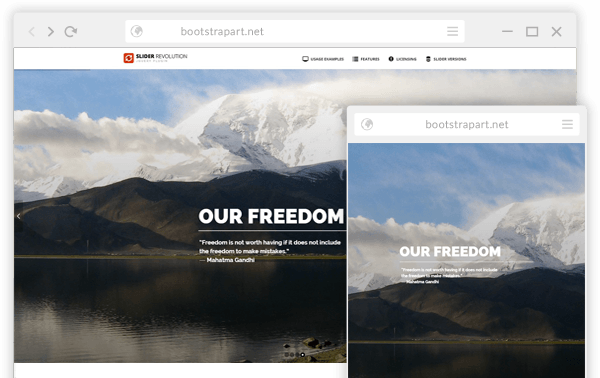 bootstrapart.net
SLIDER REVOLUTION
USAGE EXAMPLES
FEATURES
LICENSING
SLIDER VERSIONS
OUR FREEDOM
"Freedom is not worth having if it does not include
the freedom to make mistakes."
--- Mahatma Gandhi
bootstrapart.net
OUR FREEDOM
"Freedom is not worth having if it does not include
the freedom to make mistakes."
--- Mahatma Gandhi